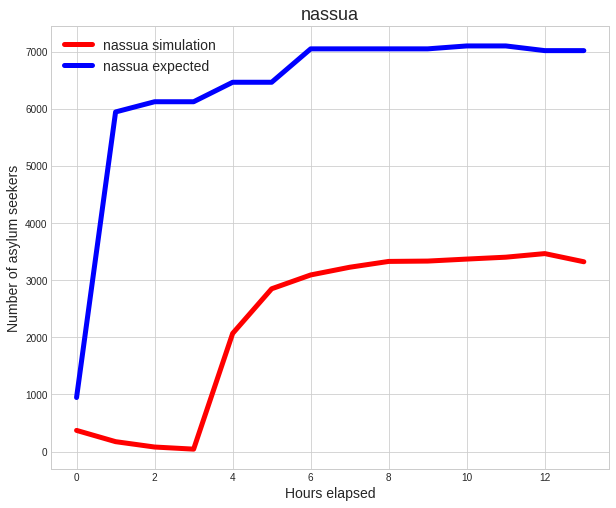 nassua
nassua simulation
nassua expected
Number of asylum seekers
7000
6000
5000
4000
3000
2000
1000
0
0 2 4 6 8 10 12
Hours elapsed